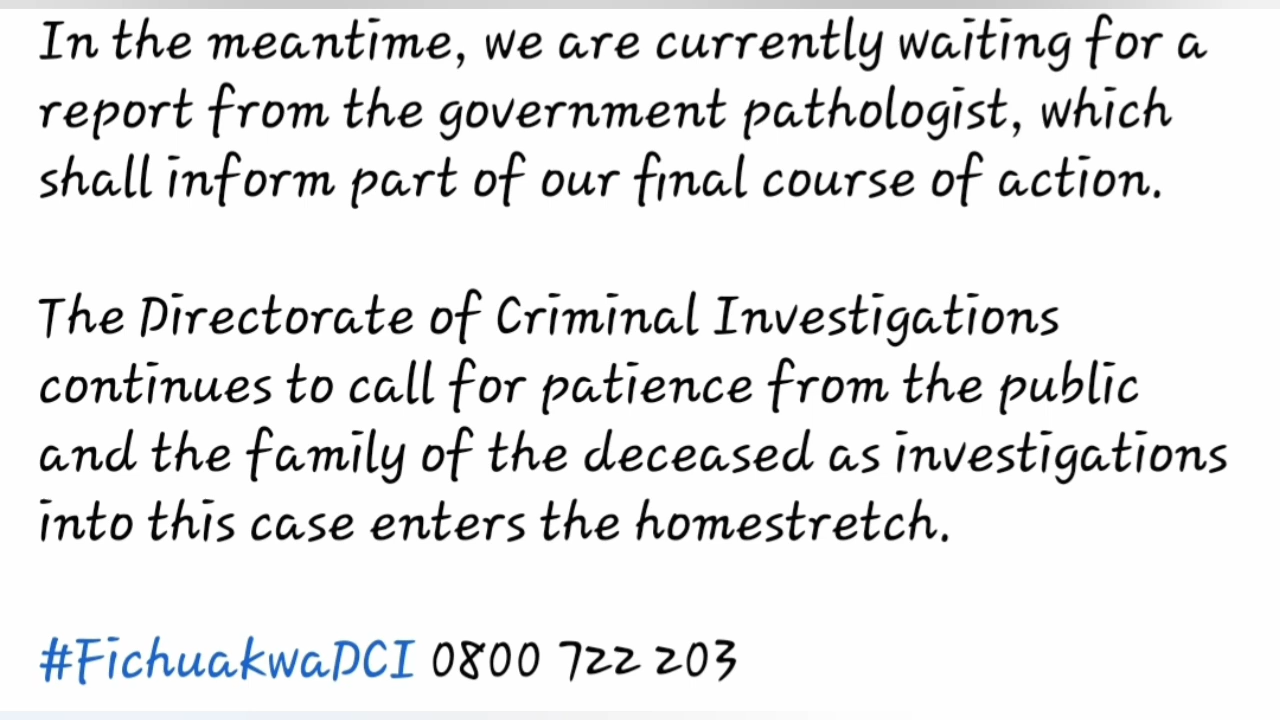 In the meantime, we are currently waiting for a
report from the government pathologist, which
shall inform part of our final course of action.
The Directorate of Criminal Investigations
continues to call for patience from the public
and the family of the deceased as investigations
into this case enters the homestretch.
#FichuakwaDCI 0800 722 203